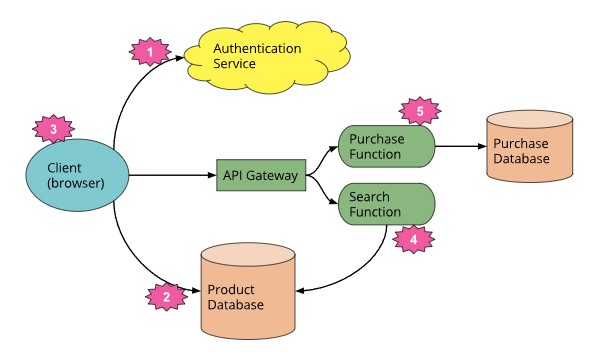 1
Authentication
Service
3
5
Client
(browser)
API Gateway
Purchase
Function
Purchase
Database
Search
Function
4
2
Product
Database